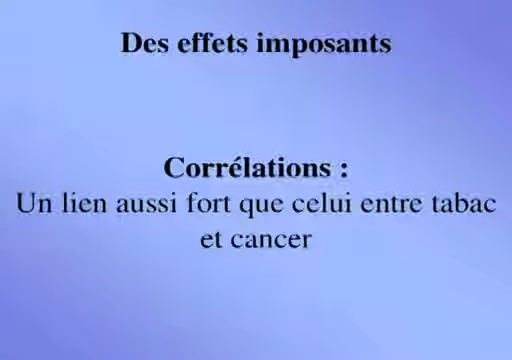 Des effets imposants
Corrélations :
Un lien aussi fort que celui entre tabac
et cancer